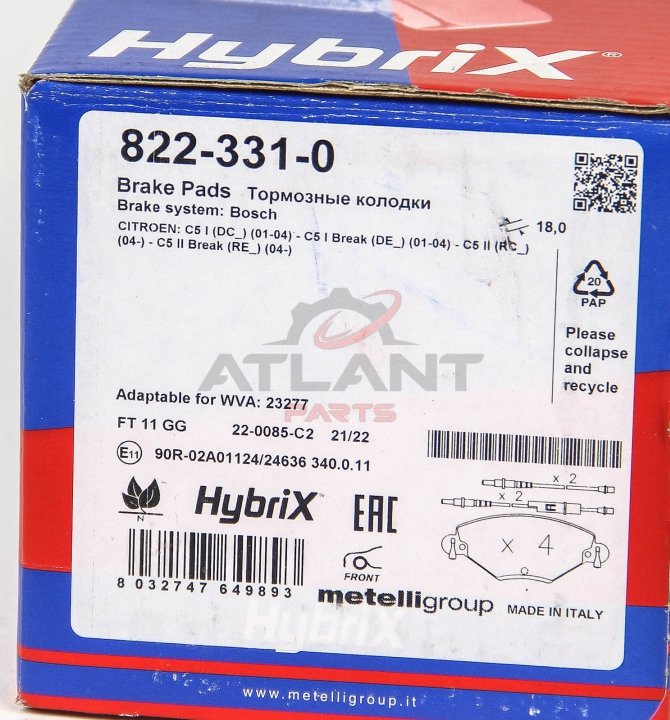 HybriX®
822-331-0
Brake Pads Тормозные колодки
Brake system: Bosch
18,0
CITROEN: C5 I (DC_) (01-04) - C5 I Break (DE_) (01-04) - C5 II (RC_)
(04-) - C5 II Break (RE_) (04-)
20
PAP
Please
collapse
and
recycle
ATLANT
PARTS
Adaptable for WVA: 23277
FT 11 GG 22-0085-C2 21/22
E11 90R-02A01124/24636 340.0.11
x 2
x 2
x 4
N
HybriX™
EAC
FRONT
8 032747 649893
metelligroup MADE IN ITALY
HybriX
www.metelligroup.it